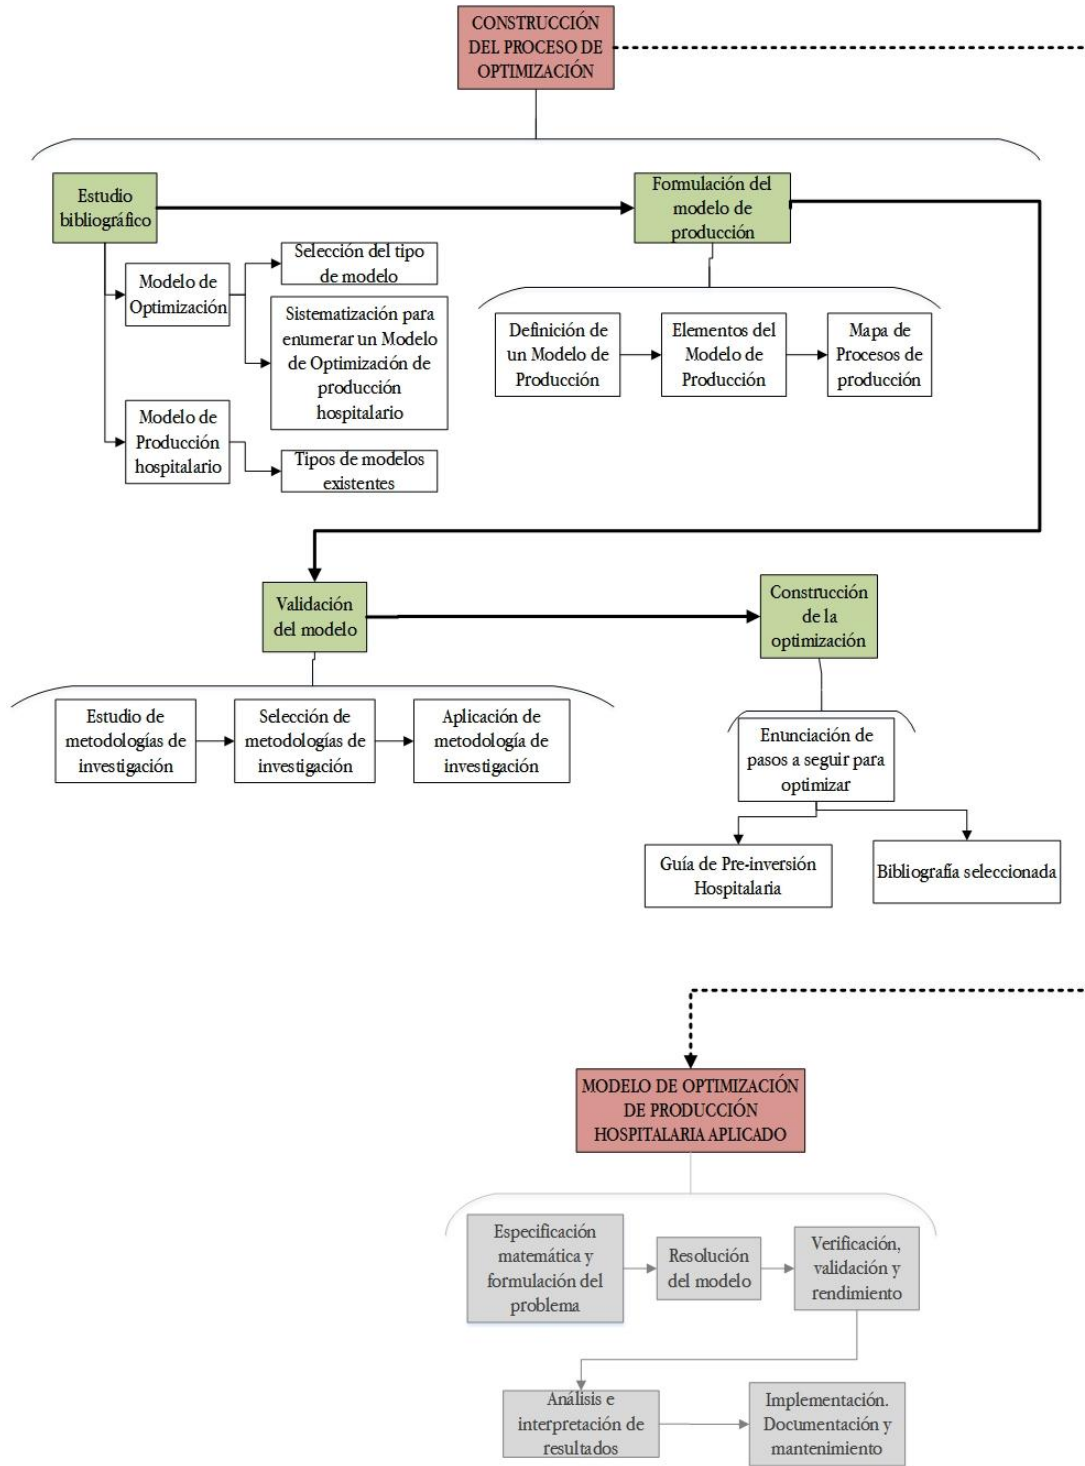 CONSTRUCCIÓN
DEL PROCESO DE
OPTIMIZACIÓN
Estudio
bibliográfico
Formulación del
modelo de
producción
Modelo de
Optimización
Selección del tipo
de modelo
Sistematización para
enumerar un Modelo
de Optimización de
producción
hospitalario
Modelo de
Producción
hospitalario
Tipos de modelos
existentes
Definición de
un Modelo de
Producción
Elementos del
Modelo de
Producción
Mapa de
Procesos de
producción
Validación
del modelo
Construcción
de la
optimización
Estudio de
metodologías de
investigación
Selección de
metodologías de
investigación
Aplicación de
metodología de
investigación
Enunciación de
pasos a seguir para
optimizar
Guía de Pre-inversión
Hospitalaria
Bibliografía seleccionada
MODELO DE OPTIMIZACIÓN
DE PRODUCCIÓN
HOSPITALARIA APLICADO
Especificación
matemática y
formulación del
problema
Resolución
del modelo
Verificación,
validación y
rendimiento
Análisis e
interpretación de
resultados
Implementación.
Documentación y
mantenimiento